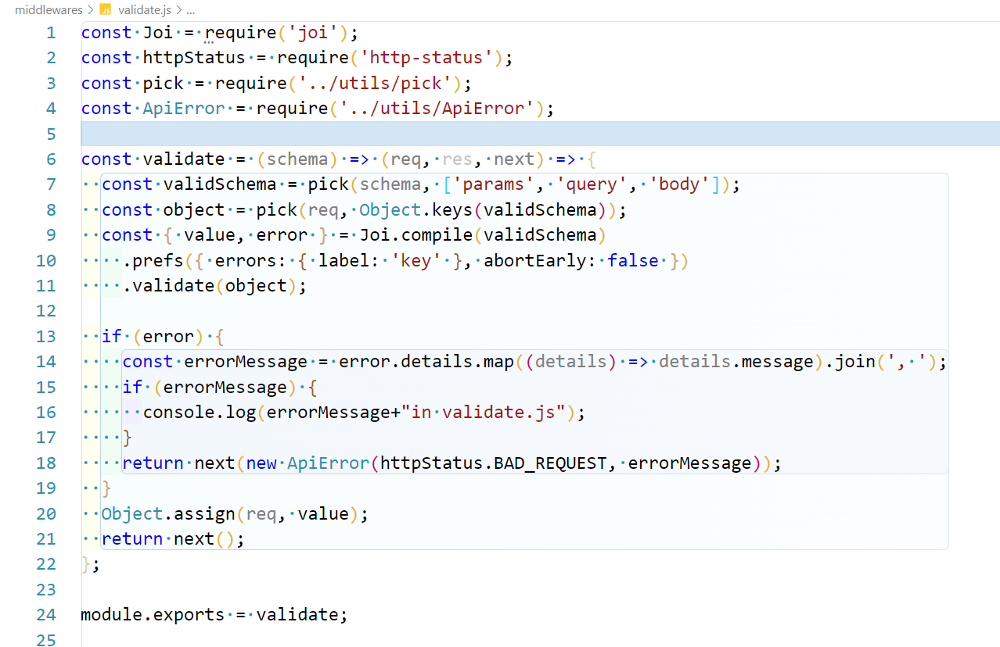 middlewares > JS validate.js > ...
1 const Joi = require('joi');
2 const httpStatus = require('http-status');
3 const pick = require('../utils/pick');
4 const ApiError = require('../utils/ApiError');
5
6 const validate = (schema) => (req, res, next) => {
7   const validSchema = pick(schema, ['params', 'query', 'body']);
8   const object = pick(req, Object.keys(validSchema));
9   const { value, error } = Joi.compile(validSchema)
10     .prefs({ errors: { label: 'key' }, abortEarly: false })
11     .validate(object);
12
13   if (error) {
14     const errorMessage = error.details.map((details) => details.message).join(', ');
15     if (errorMessage) {
16       console.log(errorMessage+"in validate.js");
17     }
18     return next(new ApiError(httpStatus.BAD_REQUEST, errorMessage));
19   }
20   Object.assign(req, value);
21   return next();
22 };
23
24 module.exports = validate;
25